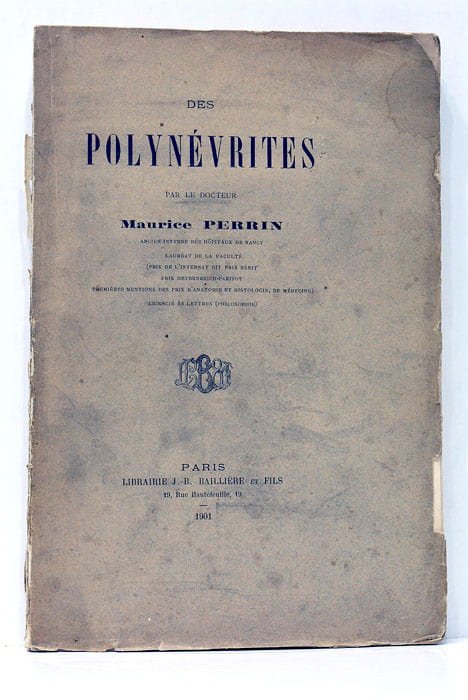 DES
POLYNÉVRITES
PAR LE DOCTEUR
Maurice PERRIN
ANCIEN INTERNE DES HÔPITAUX DE NANCY
LAURÉAT DE LA FACULTÉ
(PRIX DE L'INTERNAT DIT PRIX BÉNIT
PRIX HEYDENREICH-PARISOT
PREMIÈRES MENTIONS DES PRIX D'ANATOMIE ET HISTOLOGIE, DE MÉDECINE)
LICENCIÉ ÈS LETTRES (PHILOSOPHIE)
PARIS
LIBRAIRIE J.-B. BAILLIÈRE ET FILS
19, Rue Hautefeuille, 19
—
1901